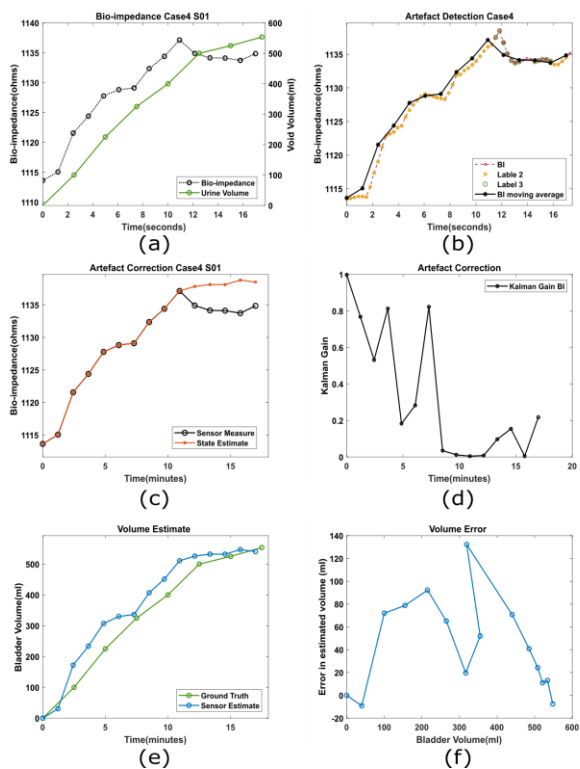 Bio-impedance Case4 S01
Bio-impedance(ohms)
1140
1135
1130
1125
1120
1115
1110
600
500
400
300
200
100
0
Void Volume(ml)
Bio-impedance
Urine Volume
0 2 4 6 8 10 12 14 16
Time(seconds)
(a)
Artefact Detection Case4
Bio-impedance(ohms)
1135
1130
1125
1120
1115
BI
Lable 2
Label 3
BI moving average
0 2 4 6 8 10 12 14 16
Time(seconds)
(b)
Artefact Correction Case4 S01
Bio-impedance(ohms)
1135
1130
1125
1120
1115
Sensor Measure
State Estimate
0 5 10 15
Time(minutes)
(c)
Artefact Correction
Kalman Gain
1
0.8
0.6
0.4
0.2
0
Kalman Gain BI
0 5 10 15 20
Time(minutes)
(d)
Volume Estimate
Bladder Volume(ml)
500
400
300
200
100
0
Ground Truth
Sensor Estimate
0 5 10 15
Time(minutes)
(e)
Volume Error
Error in estimated volume (ml)
140
120
100
80
60
40
20
0
-20
0 100 200 300 400 500 600
Bladder Volume(ml)
(f)